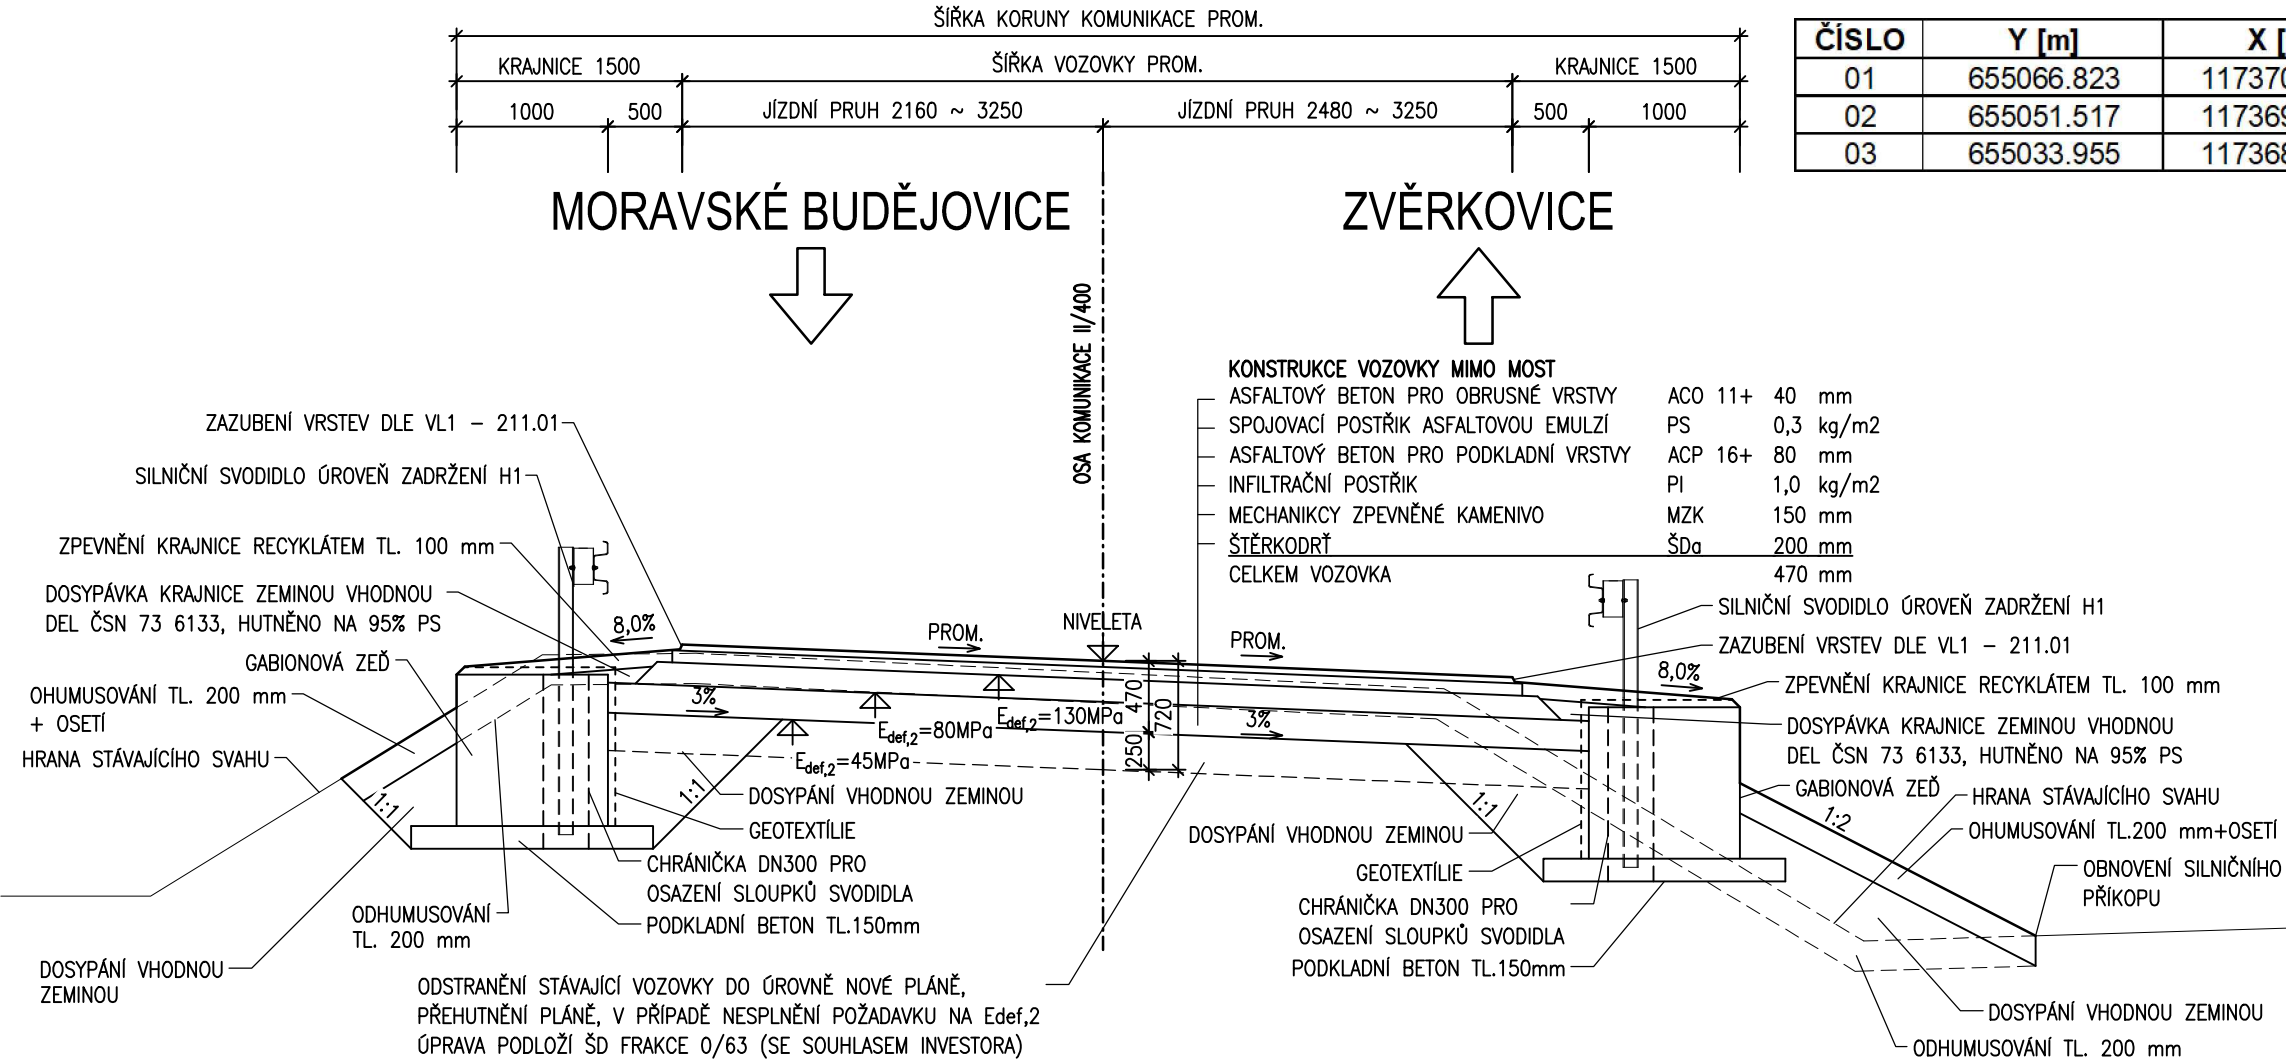 ŠÍŘKA KORUNY KOMUNIKACE PROM.
KRAJNICE 1500
ŠÍŘKA VOZOVKY PROM.
KRAJNICE 1500
1000
500
JÍZDNÍ PRUH 2160 ~ 3250
JÍZDNÍ PRUH 2480 ~ 3250
500
1000
ČÍSLO Y [m] X [
01 655066.823 11737
02 655051.517 11736
03 655033.955 11736
MORAVSKÉ BUDĚJOVICE
ZVĚRKOVICE
OSA KOMUNIKACE II/400
KONSTRUKCE VOZOVKY MIMO MOST
ASFALTOVÝ BETON PRO OBRUSNÉ VRSTVY ACO 11+ 40 mm
SPOJOVACÍ POSTŘIK ASFALTOVOU EMULZÍ PS 0,3 kg/m2
ASFALTOVÝ BETON PRO PODKLADNÍ VRSTVY ACP 16+ 80 mm
INFILTRAČNÍ POSTŘIK PI 1,0 kg/m2
MECHANIKCY ZPEVNĚNÉ KAMENIVO MZK 150 mm
ŠTĚRKODRŤ ŠDa 200 mm
CELKEM VOZOVKA 470 mm
ZAZUBENÍ VRSTEV DLE VL1 - 211.01
SILNIČNÍ SVODIDLO ÚROVEŇ ZADRŽENÍ H1
ZPEVNĚNÍ KRAJNICE RECYKLÁTEM TL. 100 mm
DOSYPÁVKA KRAJNICE ZEMINOU VHODNOU
DEL ČSN 73 6133, HUTNĚNO NA 95% PS
GABIONOVÁ ZEĎ
OHUMUSOVÁNÍ TL. 200 mm
+ OSETÍ
HRANA STÁVAJÍCÍHO SVAHU
8,0%
PROM.
NIVELETA
PROM.
8,0%
3%
3%
470
720
250
Edef,2=130MPa
Edef,2=80MPa
Edef,2=45MPa
1:1
1:1
1:1
1:2
DOSYPÁNÍ VHODNOU ZEMINOU
GEOTEXTÍLIE
CHRÁNIČKA DN300 PRO
OSAZENÍ SLOUPKŮ SVODIDLA
PODKLADNÍ BETON TL.150mm
ODHUMUSOVÁNÍ
TL. 200 mm
DOSYPÁNÍ VHODNOU
ZEMINOU
ODSTRANĚNÍ STÁVAJÍCÍ VOZOVKY DO ÚROVNĚ NOVÉ PLÁNĚ,
PŘEHUTNĚNÍ PLÁNĚ, V PŘÍPADĚ NESPLNĚNÍ POŽADAVKU NA Edef,2
ÚPRAVA PODLOŽÍ ŠD FRAKCE 0/63 (SE SOUHLASEM INVESTORA)
SILNIČNÍ SVODIDLO ÚROVEŇ ZADRŽENÍ H1
ZAZUBENÍ VRSTEV DLE VL1 - 211.01
ZPEVNĚNÍ KRAJNICE RECYKLÁTEM TL. 100 mm
DOSYPÁVKA KRAJNICE ZEMINOU VHODNOU
DEL ČSN 73 6133, HUTNĚNO NA 95% PS
GABIONOVÁ ZEĎ
HRANA STÁVAJÍCÍHO SVAHU
OHUMUSOVÁNÍ TL.200 mm+OSETÍ
OBNOVENÍ SILNIČNÍHO
PŘÍKOPU
DOSYPÁNÍ VHODNOU ZEMINOU
GEOTEXTÍLIE
CHRÁNIČKA DN300 PRO
OSAZENÍ SLOUPKŮ SVODIDLA
PODKLADNÍ BETON TL.150mm
DOSYPÁNÍ VHODNOU ZEMINOU
ODHUMUSOVÁNÍ TL. 200 mm